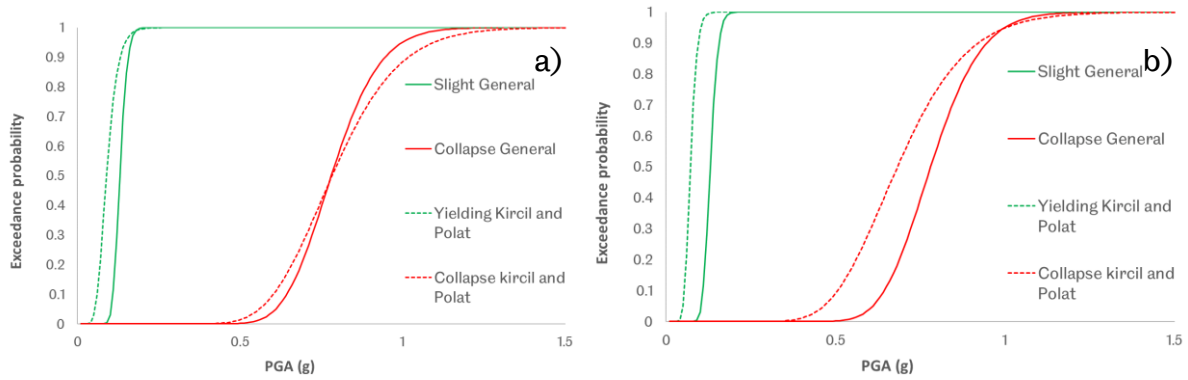 a)
Exceedance probability
1
0.9
0.8
0.7
0.6
0.5
0.4
0.3
0.2
0.1
0
0
0.5
1
1.5
PGA (g)
Slight General
Collapse General
Yielding Kircil and
Polat
Collapse kircil and
Polat
b)
Exceedance probability
1
0.9
0.8
0.7
0.6
0.5
0.4
0.3
0.2
0.1
0
0
0.5
1
1.5
PGA (g)
Slight General
Collapse General
Yielding Kircil and
Polat
Collapse kircil and
Polat